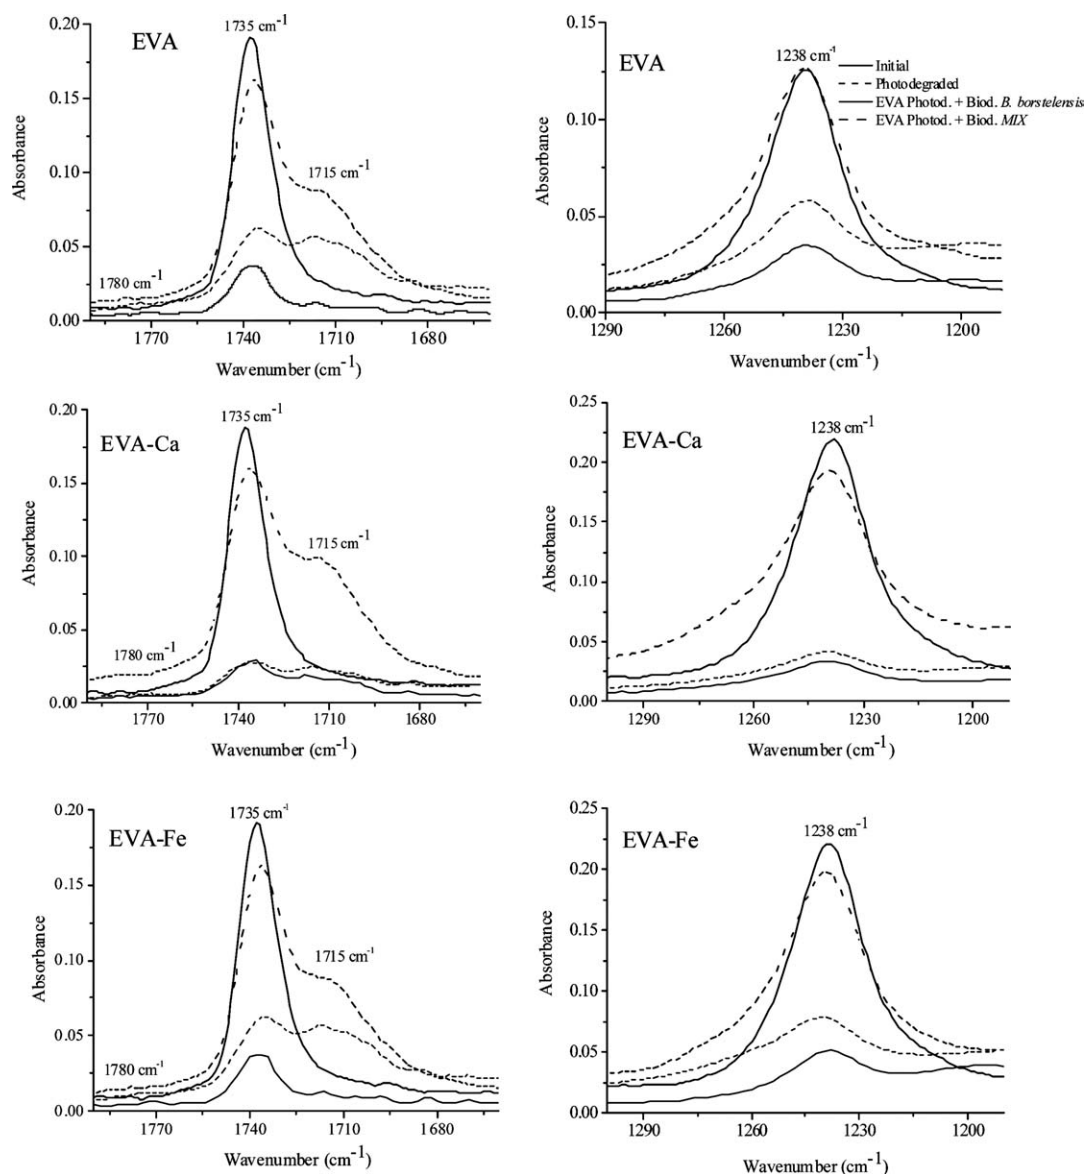 EVA
1735 cm-1
1715 cm-1
1780 cm-1
0.20
0.15
0.10
0.05
0.00
Absorbance
1770 1740 1710 1680
Wavenumber (cm-1)
EVA
1238 cm-1
Initial
Photodegraded
EVA Photod. + Biod. B. borstelensis
EVA Photod. + Biod. MIX
0.15
0.10
0.05
0.00
Absorbance
1290 1260 1230 1200
Wavenumber (cm-1)
EVA-Ca
1735 cm-1
1715 cm-1
1780 cm-1
0.20
0.15
0.10
0.05
0.00
Absorbance
1770 1740 1710 1680
Wavenumber (cm-1)
EVA-Ca
1238 cm-1
0.25
0.20
0.15
0.10
0.05
0.00
Absorbance
1290 1260 1230 1200
Wavenumber (cm-1)
EVA-Fe
1735 cm-1
1715 cm-1
1780 cm-1
0.20
0.15
0.10
0.05
0.00
Absorbance
1770 1740 1710 1680
Wavenumber (cm-1)
EVA-Fe
1238 cm-1
0.25
0.20
0.15
0.10
0.05
0.00
Absorbance
1290 1260 1230 1200
Wavenumber (cm-1)